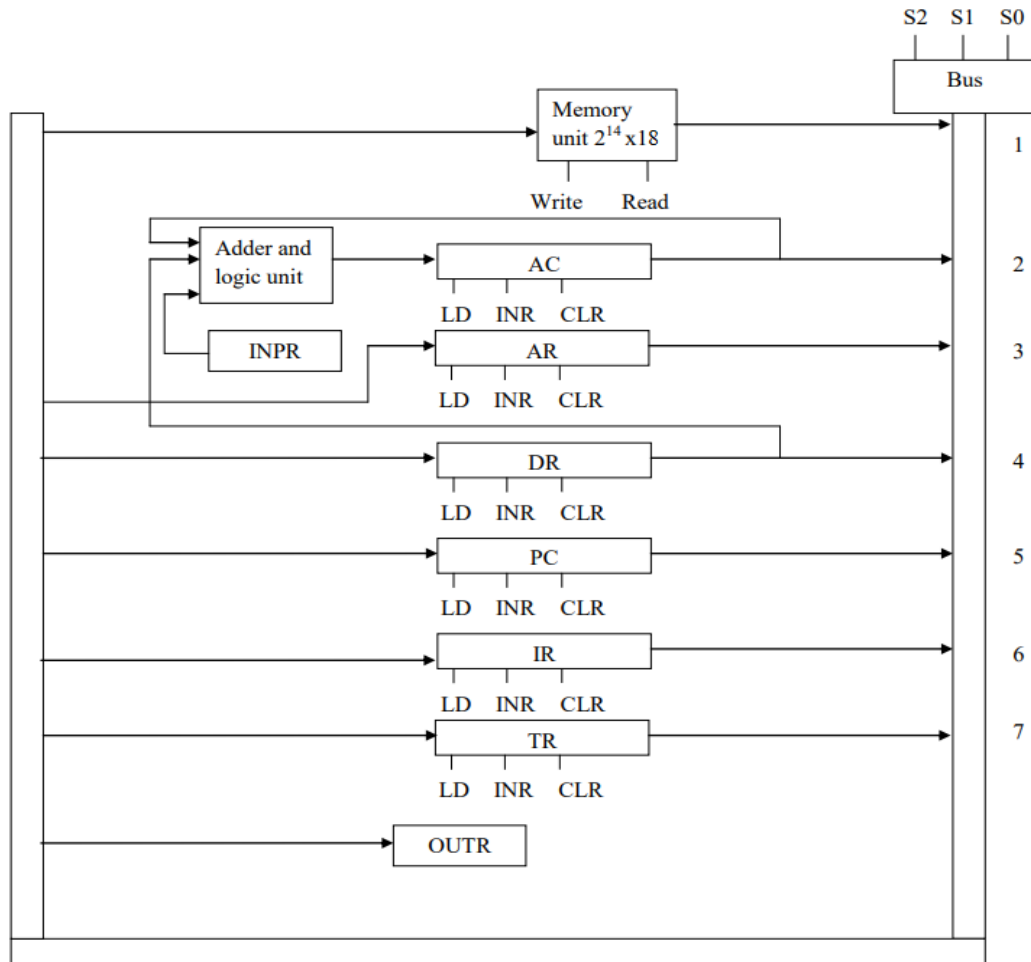 S2 S1 S0
Bus
Memory
unit 2¹⁴ x18
1
Write Read
Adder and
logic unit
AC
2
LD INR CLR
INPR
AR
3
LD INR CLR
DR
4
LD INR CLR
PC
5
LD INR CLR
IR
6
LD INR CLR
TR
7
LD INR CLR
OUTR